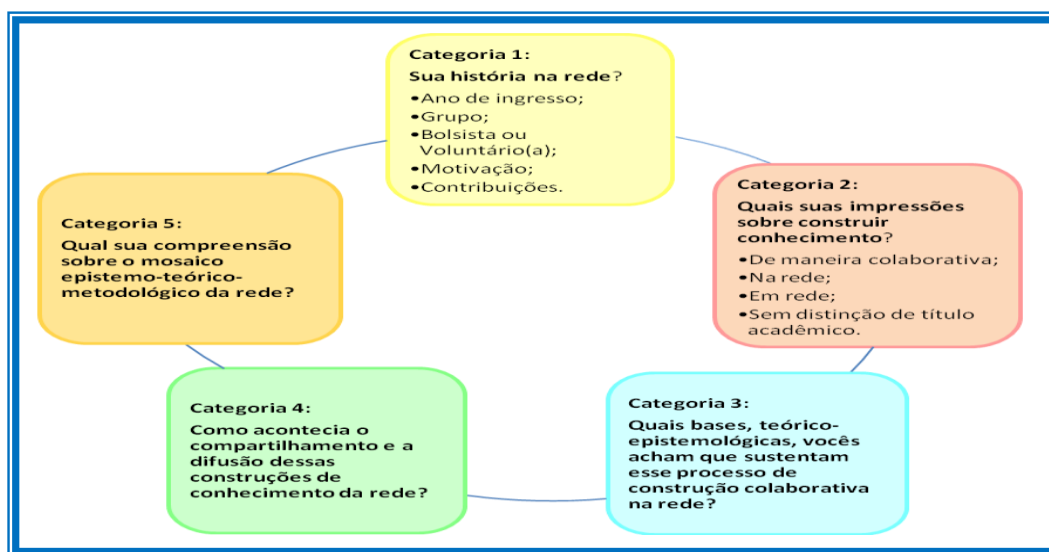 Categoria 1:
Sua história na rede?
•Ano de ingresso;
•Grupo;
•Bolsista ou
Voluntário(a);
•Motivação;
•Contribuições.
Categoria 2:
Quais suas impressões
sobre construir
conhecimento?
•De maneira colaborativa;
•Na rede;
•Em rede;
•Sem distinção de título
acadêmico.
Categoria 3:
Quais bases, teórico-
epistemológicas, vocês
acham que sustentam
esse processo de
construção colaborativa
na rede?
Categoria 4:
Como acontecia o
compartilhamento e a
difusão dessas
construções de
conhecimento da rede?
Categoria 5:
Qual sua compreensão
sobre o mosaico
epistemo-teórico-
metodológico da rede?